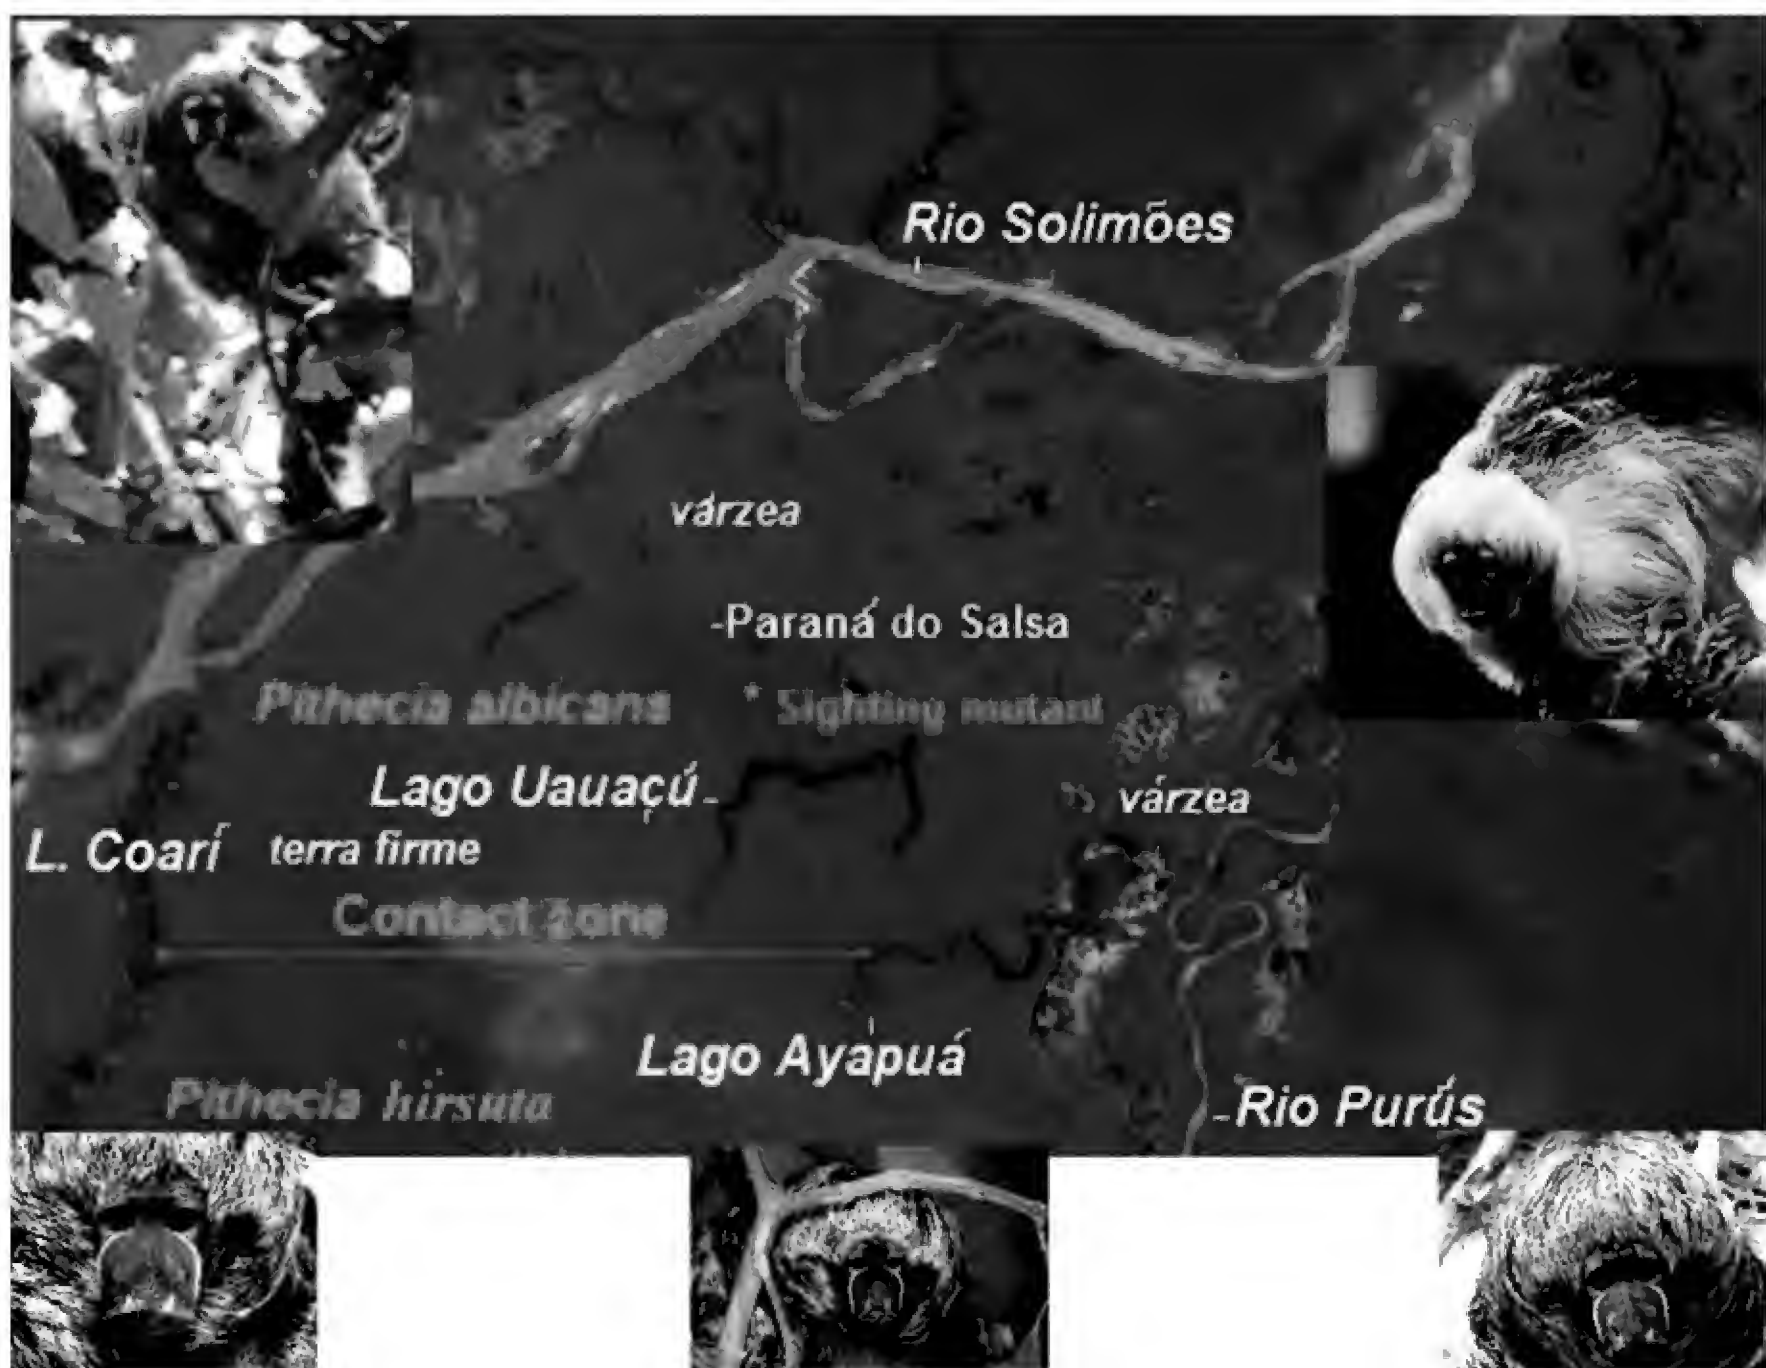 Rio Solimões
várzea
-Paraná do Salsa
Pithecia albicans
* Sighting mutant
Lago Uauaçú-
várzea
L. Coarí
terra firme
Contact zone
Lago Ayapuá
Pithecia hirsuta
-Rio Purús